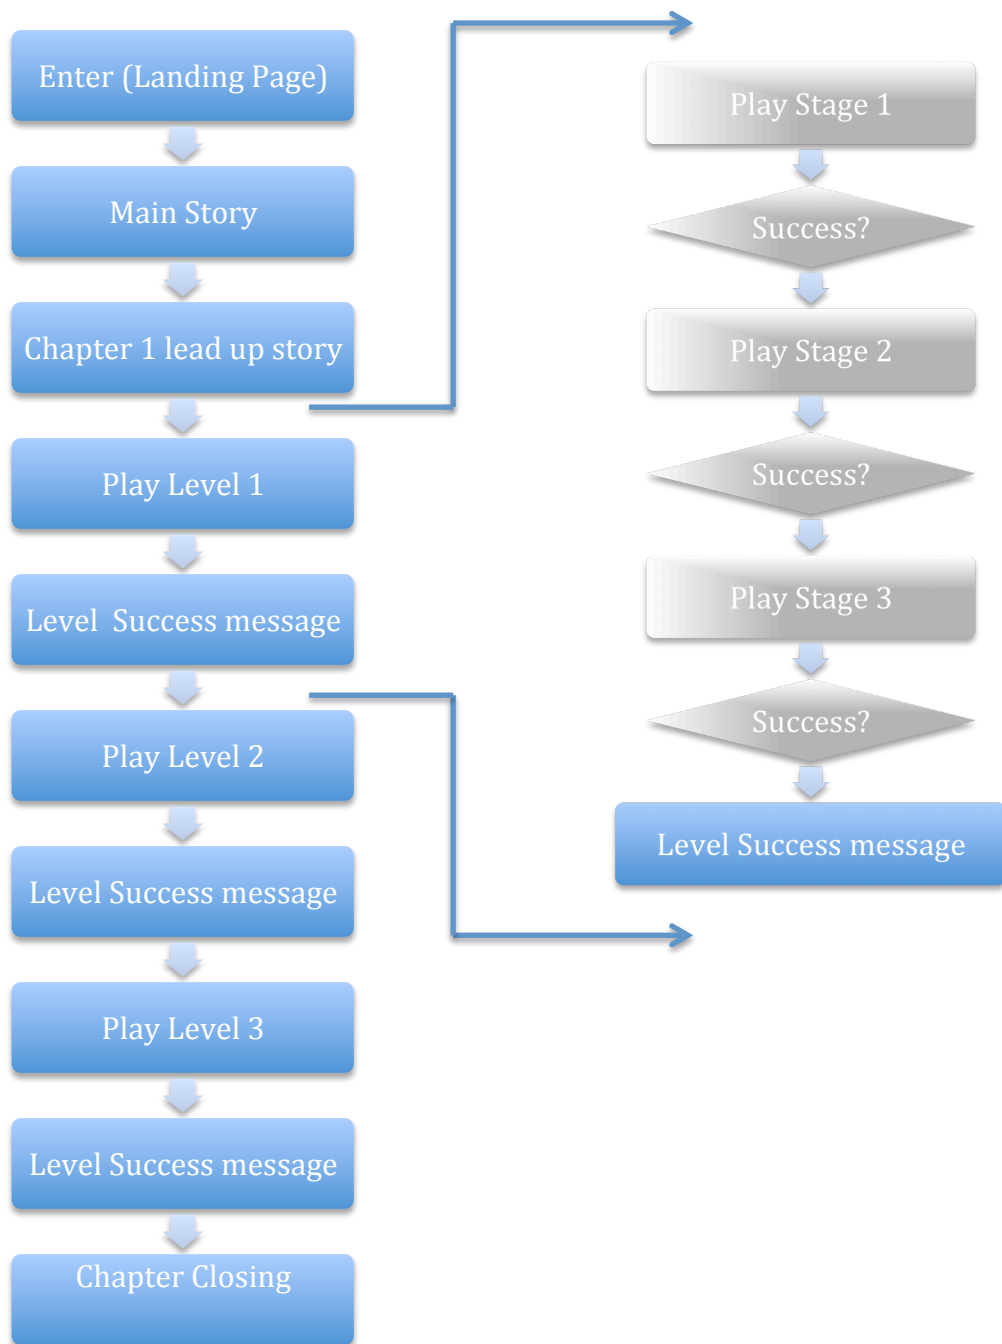 Enter (Landing Page)
Main Story
Chapter 1 lead up story
Play Level 1
Level  Success message
Play Level 2
Level Success message
Play Level 3
Level Success message
Chapter Closing
Play Stage 1
Success?
Play Stage 2
Success?
Play Stage 3
Success?
Level Success message